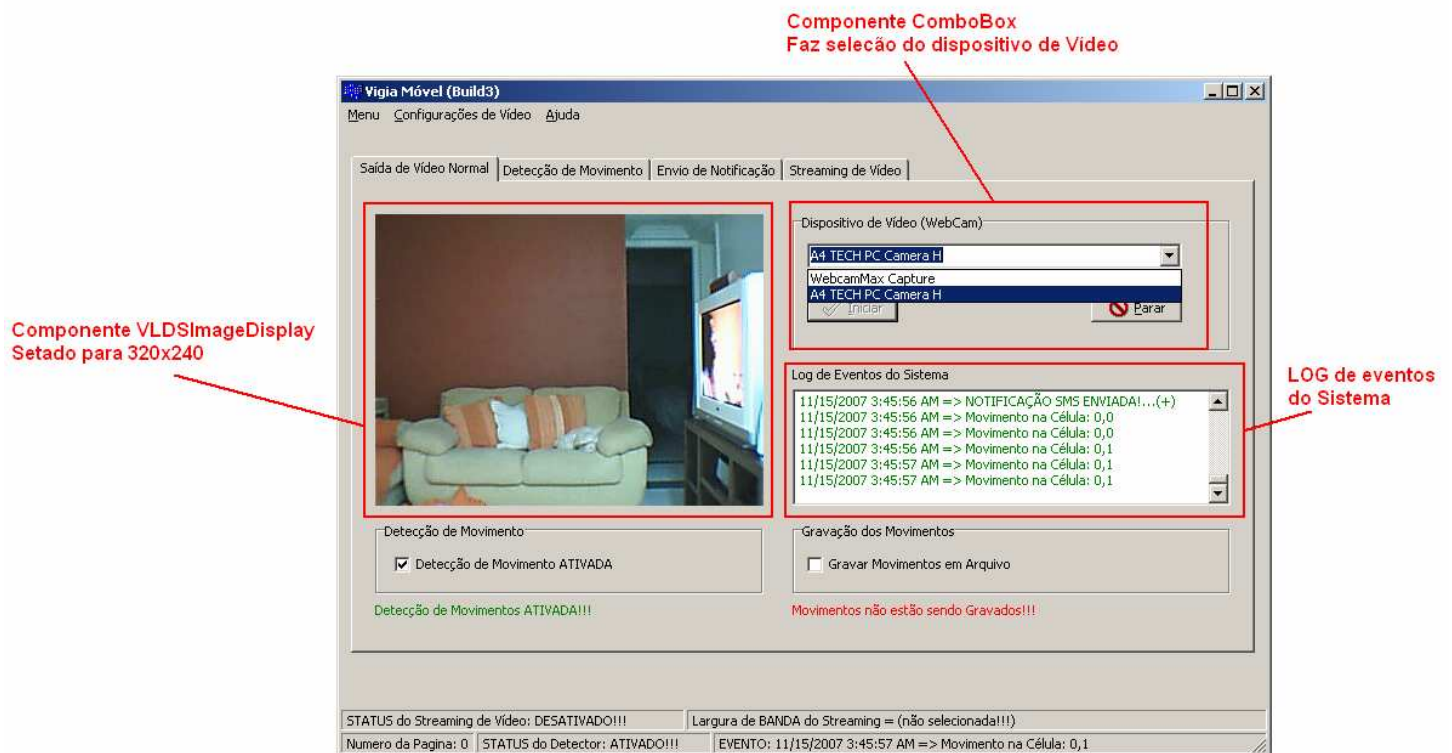 Componente ComboBox
Faz selecão do dispositivo de Vídeo
Vigia Móvel (Build3)
Menu Configurações de Vídeo Ajuda
Saída de Vídeo Normal Detecção de Movimento Envio de Notificação Streaming de Vídeo
Dispositivo de Vídeo (WebCam)
A4 TECH PC Camera H
WebcamMax Capture
A4 TECH PC Camera H
Iniciar Parar
Componente VLDSImageDisplay
Setado para 320x240
Log de Eventos do Sistema
11/15/2007 3:45:56 AM => NOTIFICAÇÃO SMS ENVIADA!...(+)
11/15/2007 3:45:56 AM => Movimento na Célula: 0,0
11/15/2007 3:45:56 AM => Movimento na Célula: 0,0
11/15/2007 3:45:56 AM => Movimento na Célula: 0,1
11/15/2007 3:45:57 AM => Movimento na Célula: 0,1
11/15/2007 3:45:57 AM => Movimento na Célula: 0,1
LOG de eventos
do Sistema
Detecção de Movimento
Detecção de Movimento ATIVADA
Detecção de Movimentos ATIVADA!!!
Gravação dos Movimentos
Gravar Movimentos em Arquivo
Movimentos não estão sendo Gravados!!!
STATUS do Streaming de Vídeo: DESATIVADO!!! Largura de BANDA do Streaming = (não selecionada!!!)
Numero da Pagina: 0 STATUS do Detector: ATIVADO!!! EVENTO: 11/15/2007 3:45:57 AM => Movimento na Célula: 0,1